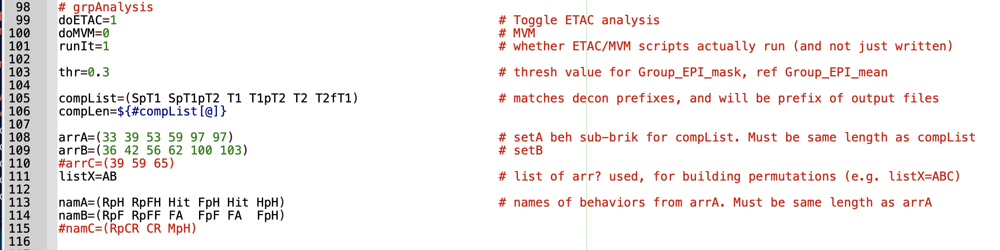 98 # grpAnalysis
99 doETAC=1 # Toggle ETAC analysis
100 doMVM=0 # MVM
101 runIt=1 # whether ETAC/MVM scripts actually run (and not just written)
102
103 thr=0.3 # thresh value for Group_EPI_mask, ref Group_EPI_mean
104
105 compList=(SpT1 SpT1pT2 T1 T1pT2 T2 T2fT1) # matches decon prefixes, and will be prefix of output files
106 compLen=${#compList[@]}
107
108 arrA=(33 39 53 59 97 97) # setA beh sub-brik for compList. Must be same length as compList
109 arrB=(36 42 56 62 100 103) # setB
110 #arrC=(39 59 65)
111 listX=AB # list of arr? used, for building permutations (e.g. listX=ABC)
112
113 namA=(RpH RpFH Hit FpH Hit HpH) # names of behaviors from arrA. Must be same length as arrA
114 namB=(RpF RpFF FA  FpF FA  FpH)
115 #namC=(RpCR CR MpH)
116